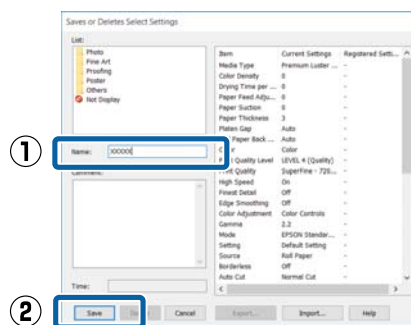 Saves or Deletes Select Settings
List:
Photo
Fine Art
Proofing
Poster
Others
Not Display
① Name: XXXXX
Comment:
Time:
② Save Cancel Export... Import... Help
Item Current Settings Registered Setti...
Media Type Premium Luster ... -
Color Density 0 -
Drying Time per ... 0 -
Paper Feed Adju... 0 -
Paper Suction 0 -
Paper Thickness 3 -
Platen Gap Auto -
Paper Back ... Auto -
Color -
Quality Level LEVEL 4 (Quality) -
Print Quality SuperFine - 720... -
High Speed On -
Finest Detail Off -
Edge Smoothing Off -
Color Adjustment Color Controls -
Gamma 2.2 -
Mode EPSON Standar... -
Setting Default Setting -
Source Roll Paper -
Borderless Off -
Auto Cut Normal Cut -